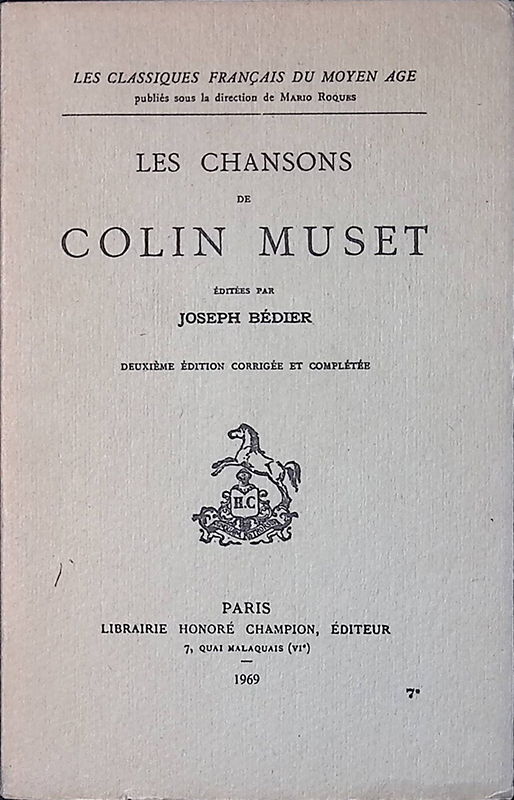 LES CLASSIQUES FRANÇAIS DU MOYEN AGE
publiés sous la direction de MARIO ROQUES
LES CHANSONS
DE
COLIN MUSET
ÉDITÉES PAR
JOSEPH BÉDIER
DEUXIÈME ÉDITION CORRIGÉE ET COMPLÉTÉE
H.C
PARIS
LIBRAIRIE HONORÉ CHAMPION, ÉDITEUR
7, QUAI MALAQUAIS (VIᵉ)
1969
7*